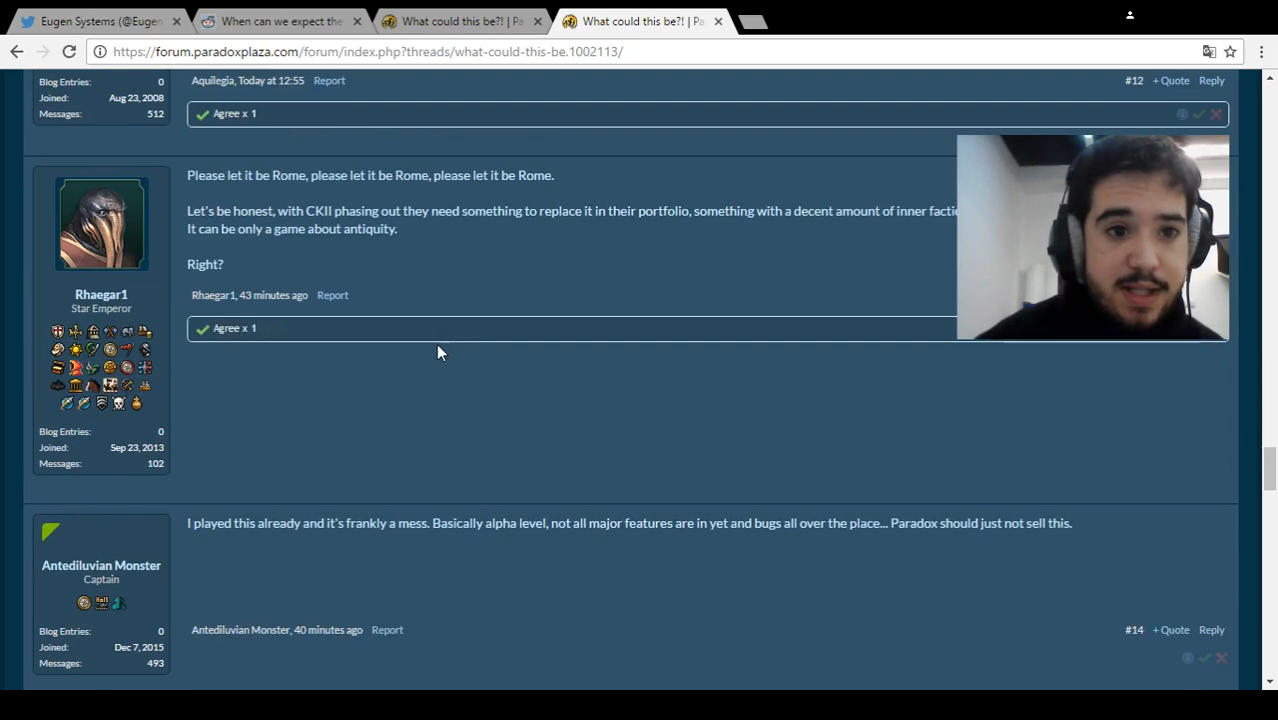 Eugen Systems (@Eugen
When can we expect the
What could this be?! | Pa
What could this be?! | Pa
https://forum.paradoxplaza.com/forum/index.php?threads/what-could-this-be.1002113/
Blog Entries: 0
Joined: Aug 23, 2008
Messages: 512
Aquilegia, Today at 12:55 Report
#12 + Quote Reply
Agree x 1
Please let it be Rome, please let it be Rome, please let it be Rome.
Let's be honest, with CKII phasing out they need something to replace it in their portfolio, something with a decent amount of inner factic
It can be only a game about antiquity.
Right?
Rhaegar1, 43 minutes ago Report
Agree x 1
Rhaegar1
Star Emperor
Blog Entries: 0
Joined: Sep 23, 2013
Messages: 102
I played this already and it's frankly a mess. Basically alpha level, not all major features are in yet and bugs all over the place... Paradox should just not sell this.
Antediluvian Monster
Captain
Blog Entries: 0
Joined: Dec 7, 2015
Messages: 493
Antediluvian Monster, 40 minutes ago Report
#14 + Quote Reply